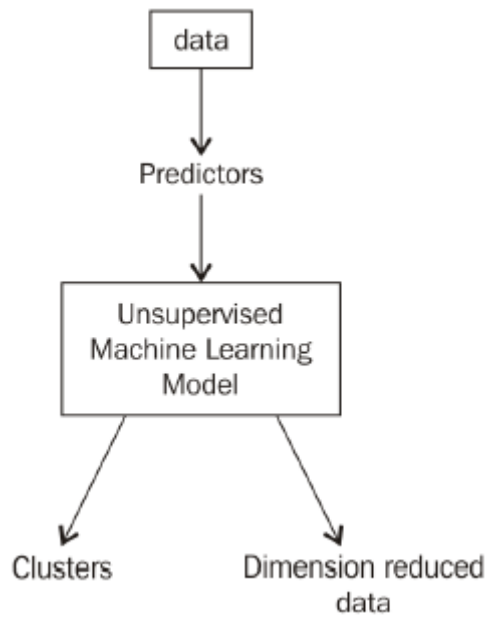 data
Predictors
Unsupervised
Machine Learning
Model
Clusters
Dimension reduced
data